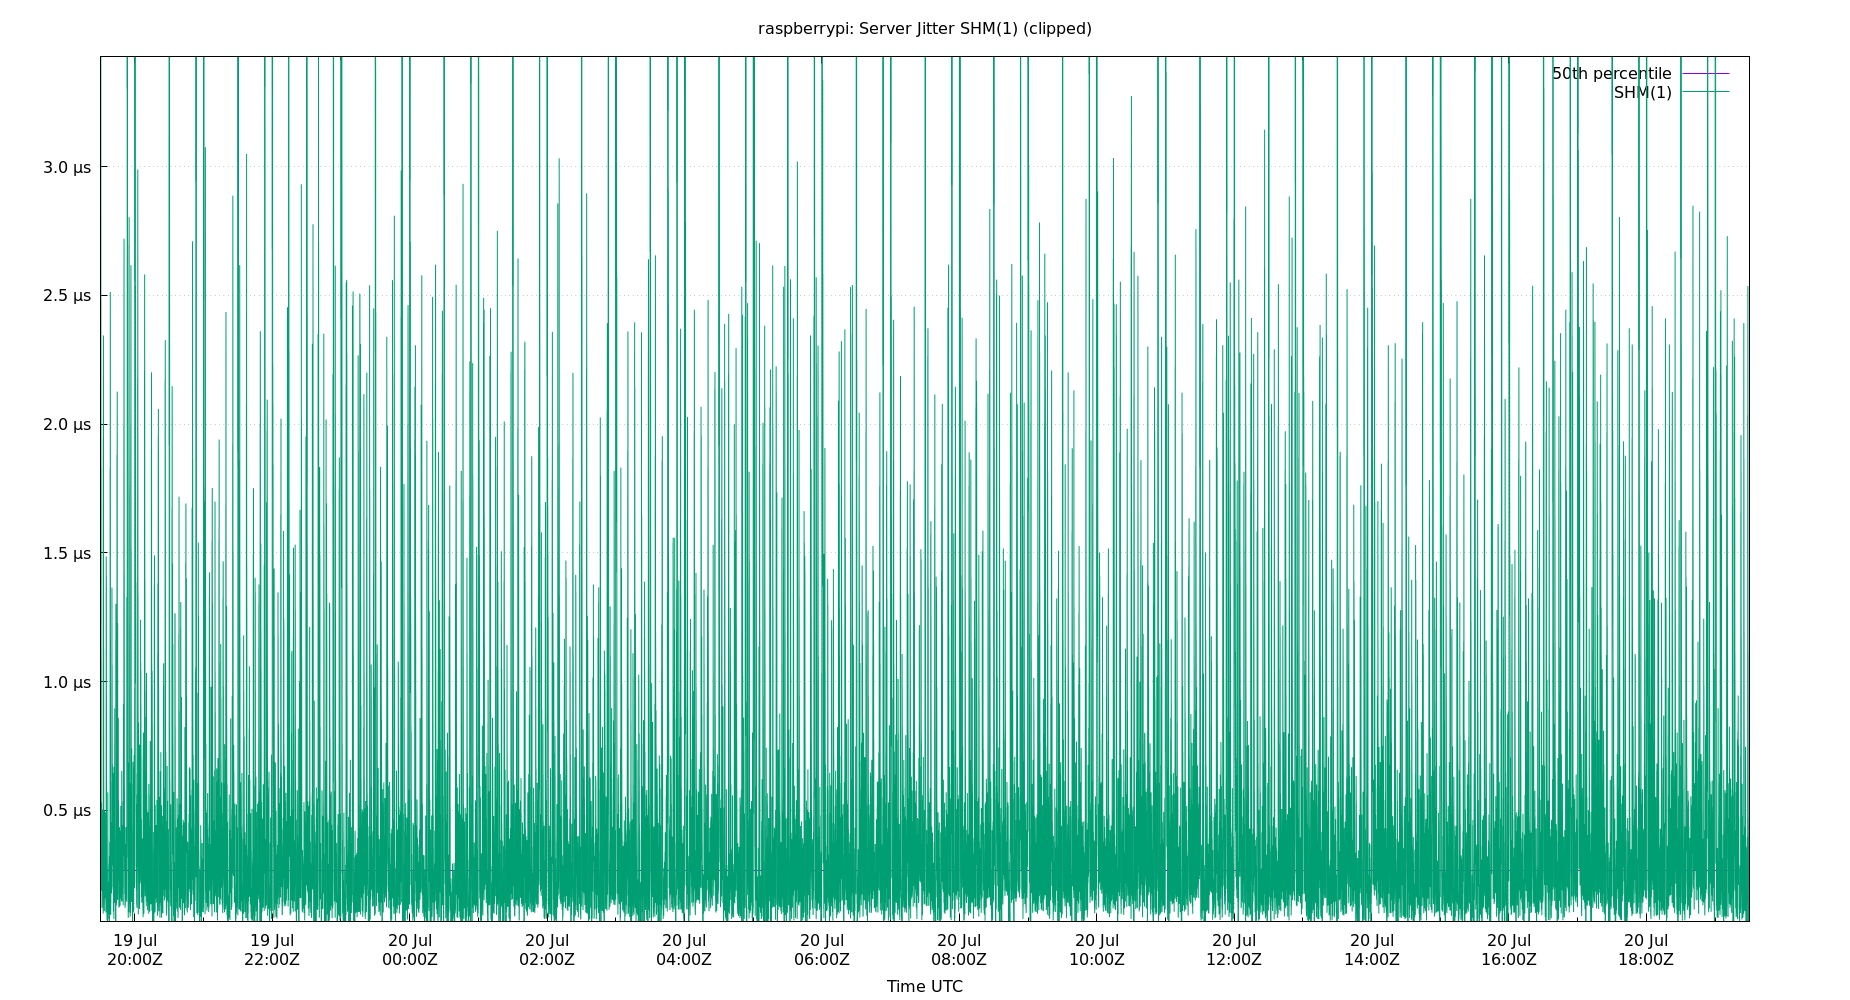 raspberrypi: Server Jitter SHM(1) (clipped)
50th percentile
SHM(1)
3.0 µs
2.5 µs
2.0 µs
1.5 µs
1.0 µs
0.5 µs
19 Jul 19 Jul 20 Jul 20 Jul 20 Jul 20 Jul 20 Jul 20 Jul 20 Jul 20 Jul 20 Jul 20 Jul
20:00Z 22:00Z 00:00Z 02:00Z 04:00Z 06:00Z 08:00Z 10:00Z 12:00Z 14:00Z 16:00Z 18:00Z
Time UTC